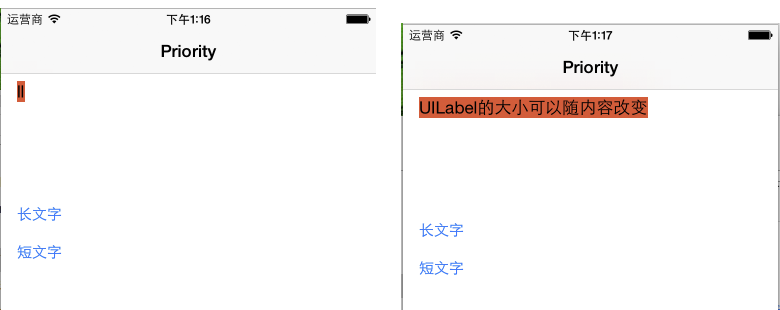 运营商 下午1:16
Priority
II
长文字
短文字
运营商 下午1:17
Priority
UILabel的大小可以随内容改变
长文字
短文字